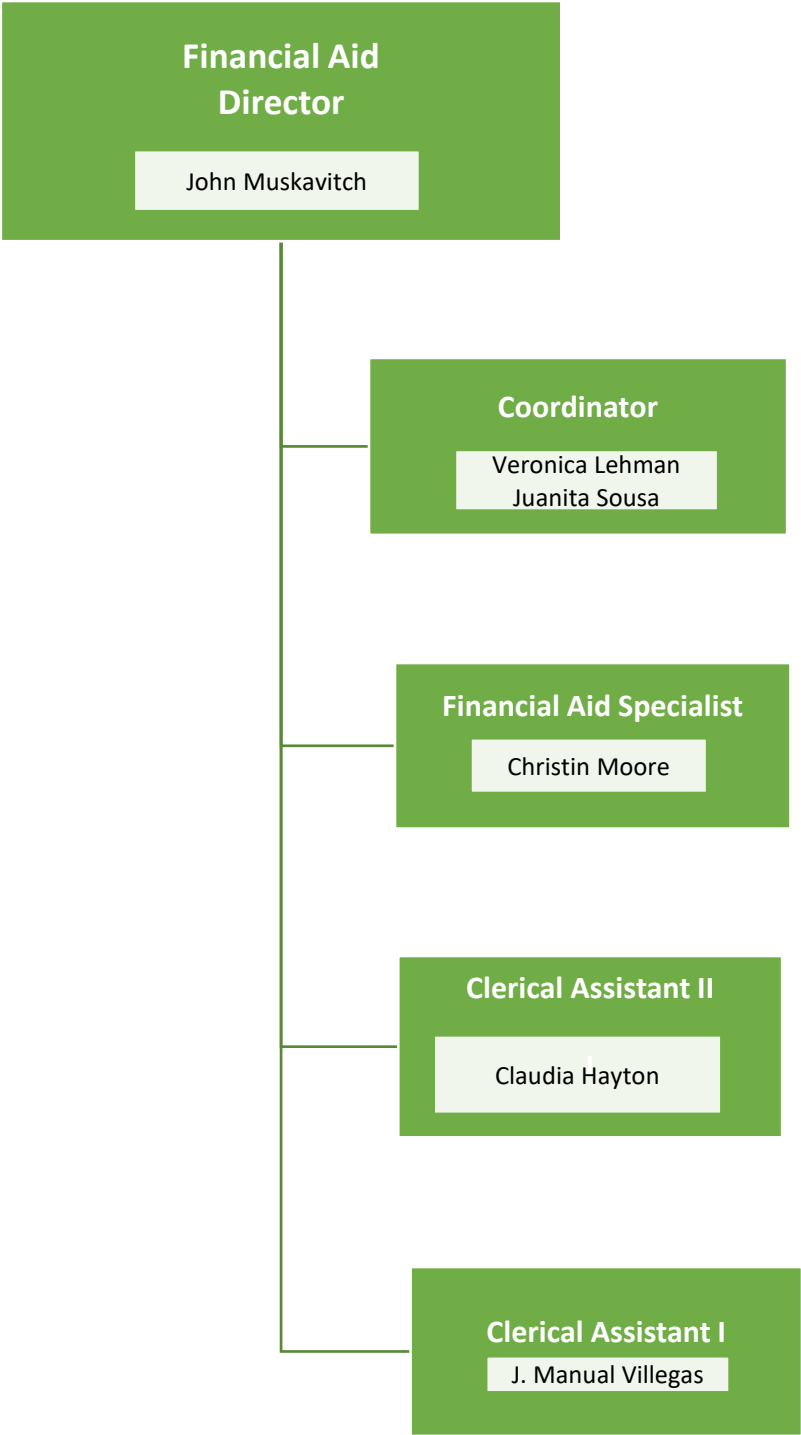 Financial Aid
Director
John Muskavitch
Coordinator
Veronica Lehman
Juanita Sousa
Financial Aid Specialist
Christin Moore
Clerical Assistant II
Claudia Hayton
Clerical Assistant I
J. Manual Villegas